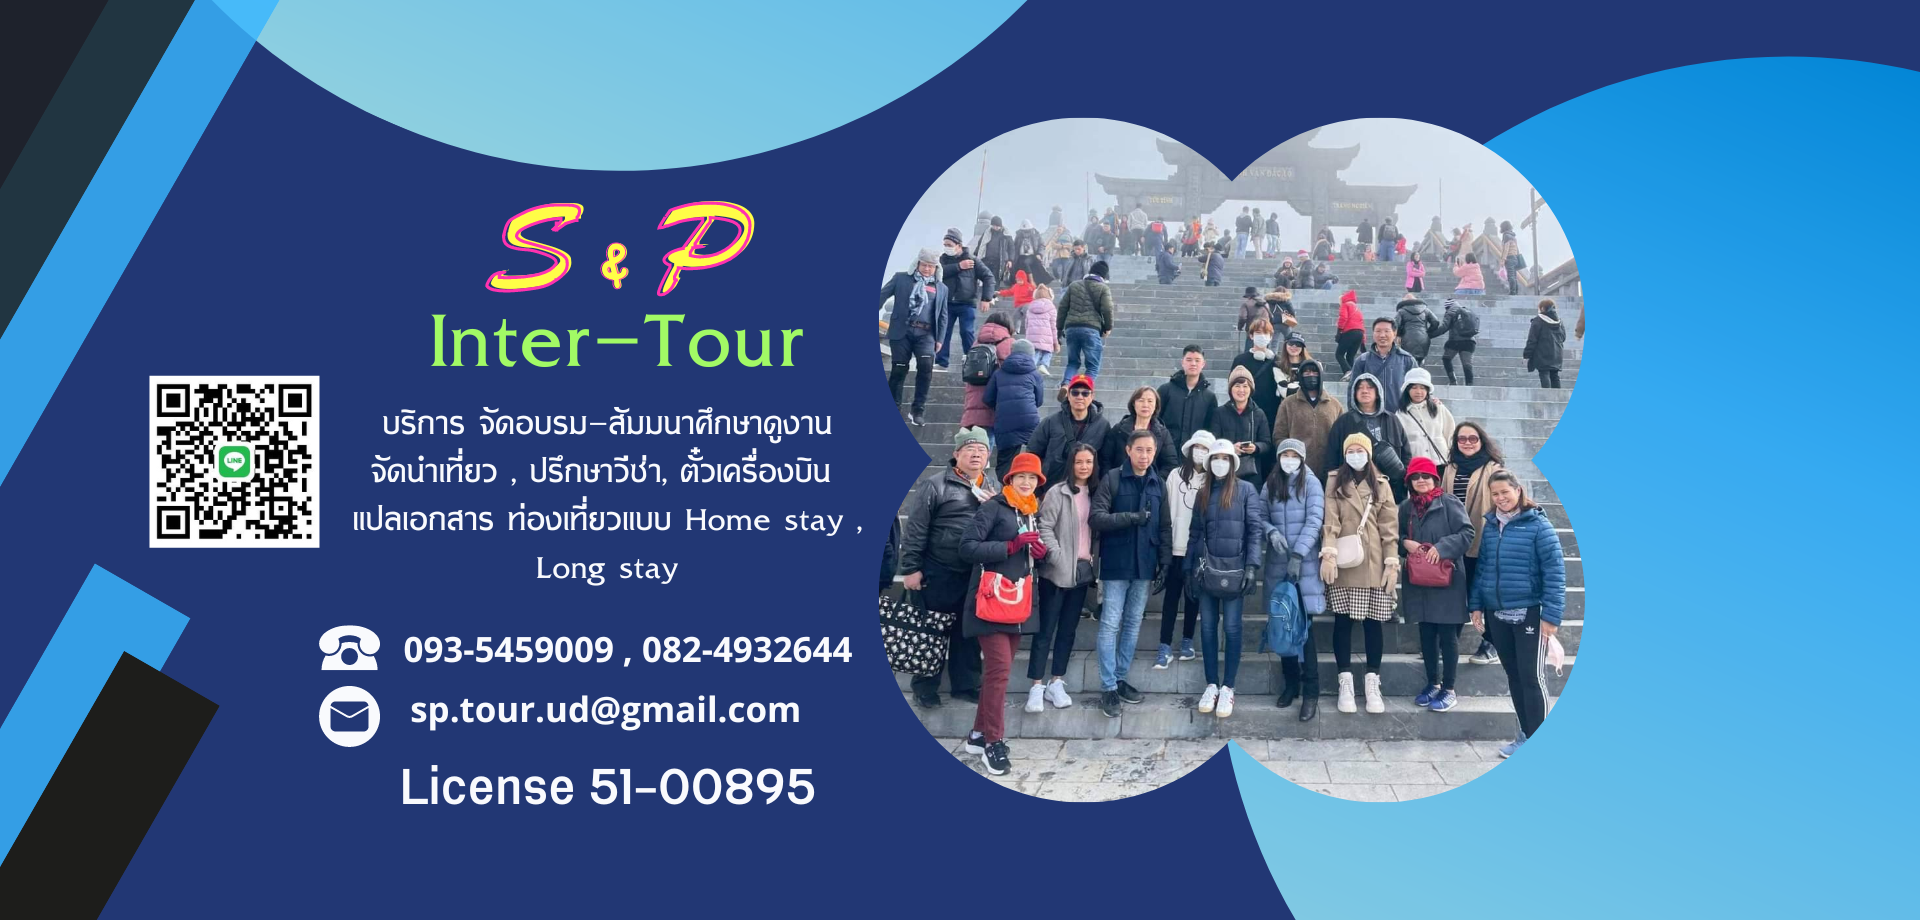 S & P
Inter-Tour
บริการ จัดอบรม-สัมมนาศึกษาดูงาน
จัดนำเที่ยว , ปรึกษาวีซ่า, ตั๋วเครื่องบิน
แปลเอกสาร ท่องเที่ยวแบบ Home stay ,
Long stay
LINE
093-5459009 , 082-4932644
sp.tour.ud@gmail.com
License 51-00895